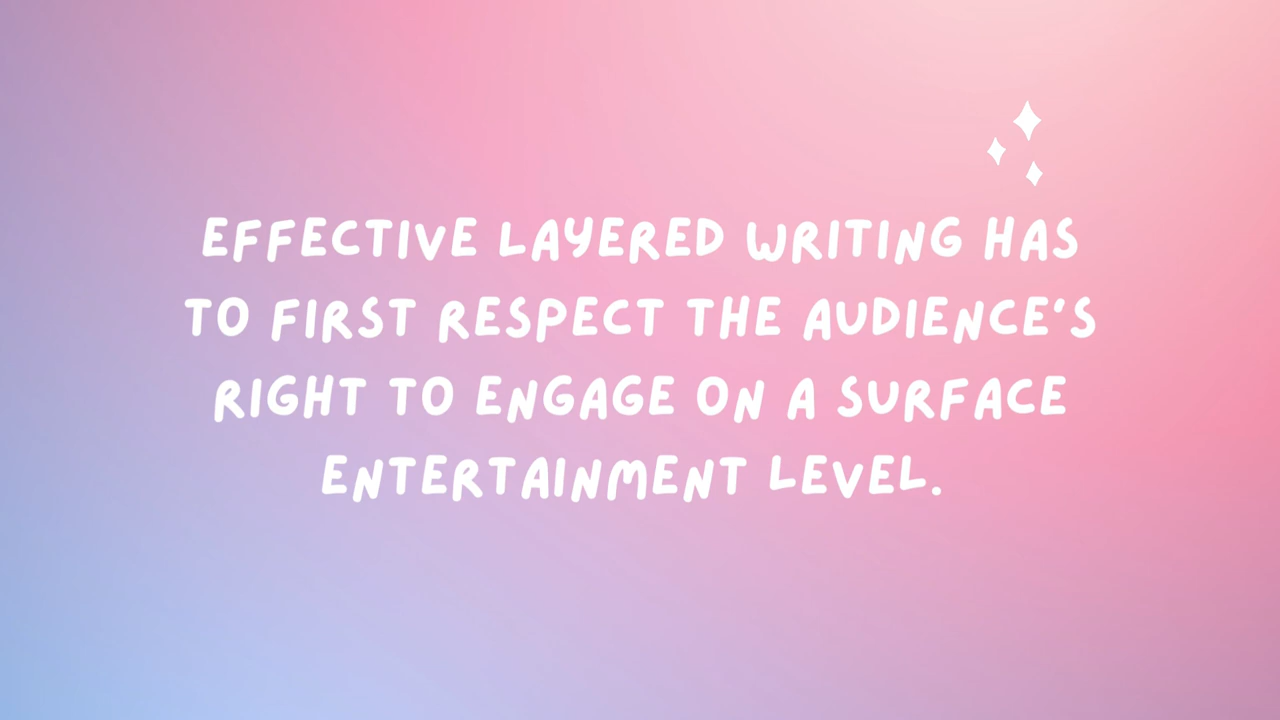 EFFECTIVE LAYERED WRITING HAS
TO FIRST RESPECT THE AUDIENCE'S
RIGHT TO ENGAGE ON A SURFACE
ENTERTAINMENT LEVEL.